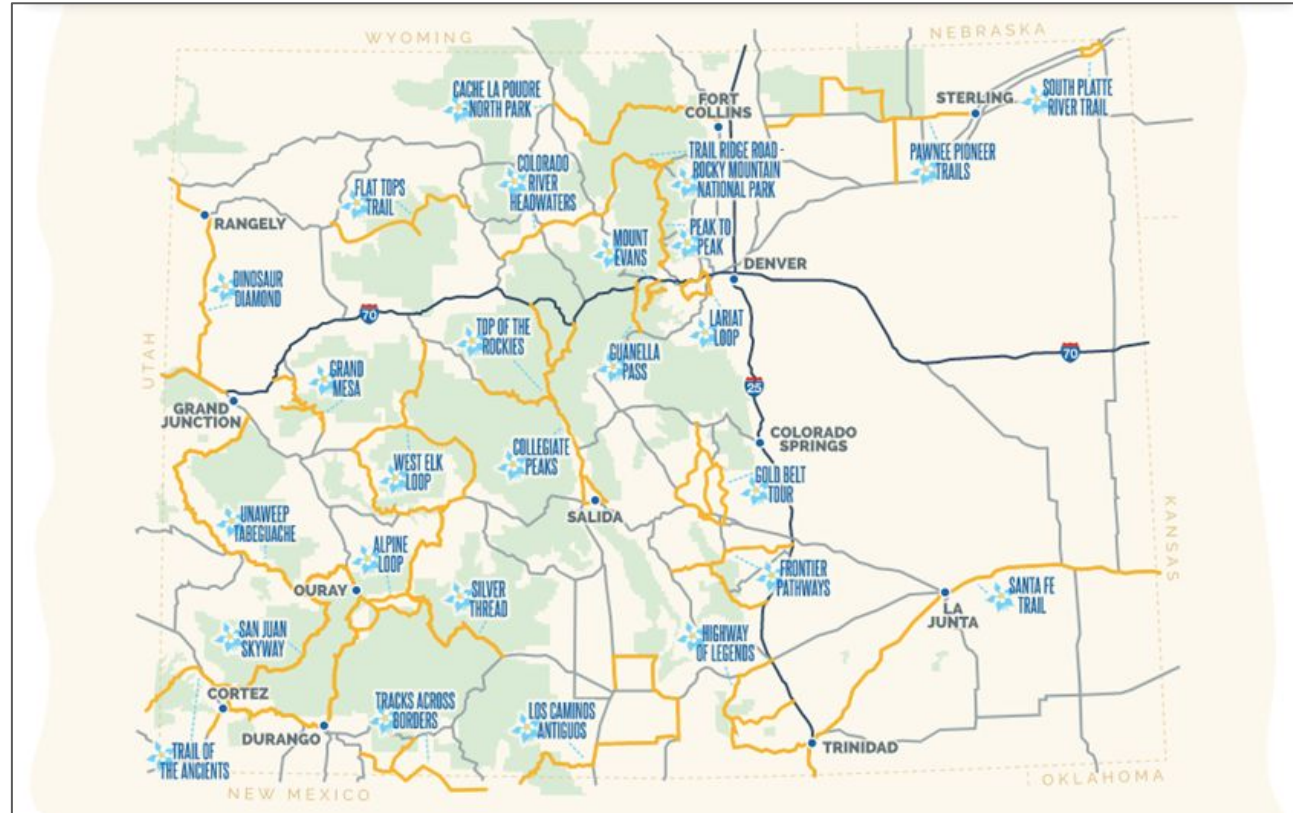 WYOMING
NEBRASKA
CACHE LA POUDRE
NORTH PARK
FORT
COLLINS
STERLING
SOUTH PLATTE
RIVER TRAIL
TRAIL RIDGE ROAD -
ROCKY MOUNTAIN
NATIONAL PARK
PAWNEE PIONEER
TRAILS
COLORADO
RIVER
HEADWATERS
FLAT TOPS
TRAIL
RANGELY
MOUNT
EVANS
PEAK TO
PEAK
DENVER
DINOSAUR
DIAMOND
70
TOP OF THE
ROCKIES
GUANELLA
PASS
LARIAT
LOOP
70
UTAH
GRAND
MESA
25
GRAND
JUNCTION
COLORADO
SPRINGS
WEST ELK
LOOP
COLLEGIATE
PEAKS
GOLD BELT
TOUR
SALIDA
KANSAS
UNAWEEP
TABEGUACHE
ALPINE
LOOP
OURAY
SILVER
THREAD
FRONTIER
PATHWAYS
LA
JUNTA
SANTA FE
TRAIL
SAN JUAN
SKYWAY
HIGHWAY
OF LEGENDS
CORTEZ
TRACKS ACROSS
BORDERS
LOS CAMINOS
ANTIGUOS
DURANGO
TRINIDAD
TRAIL OF
THE ANCIENTS
NEW MEXICO
OKLAHOMA